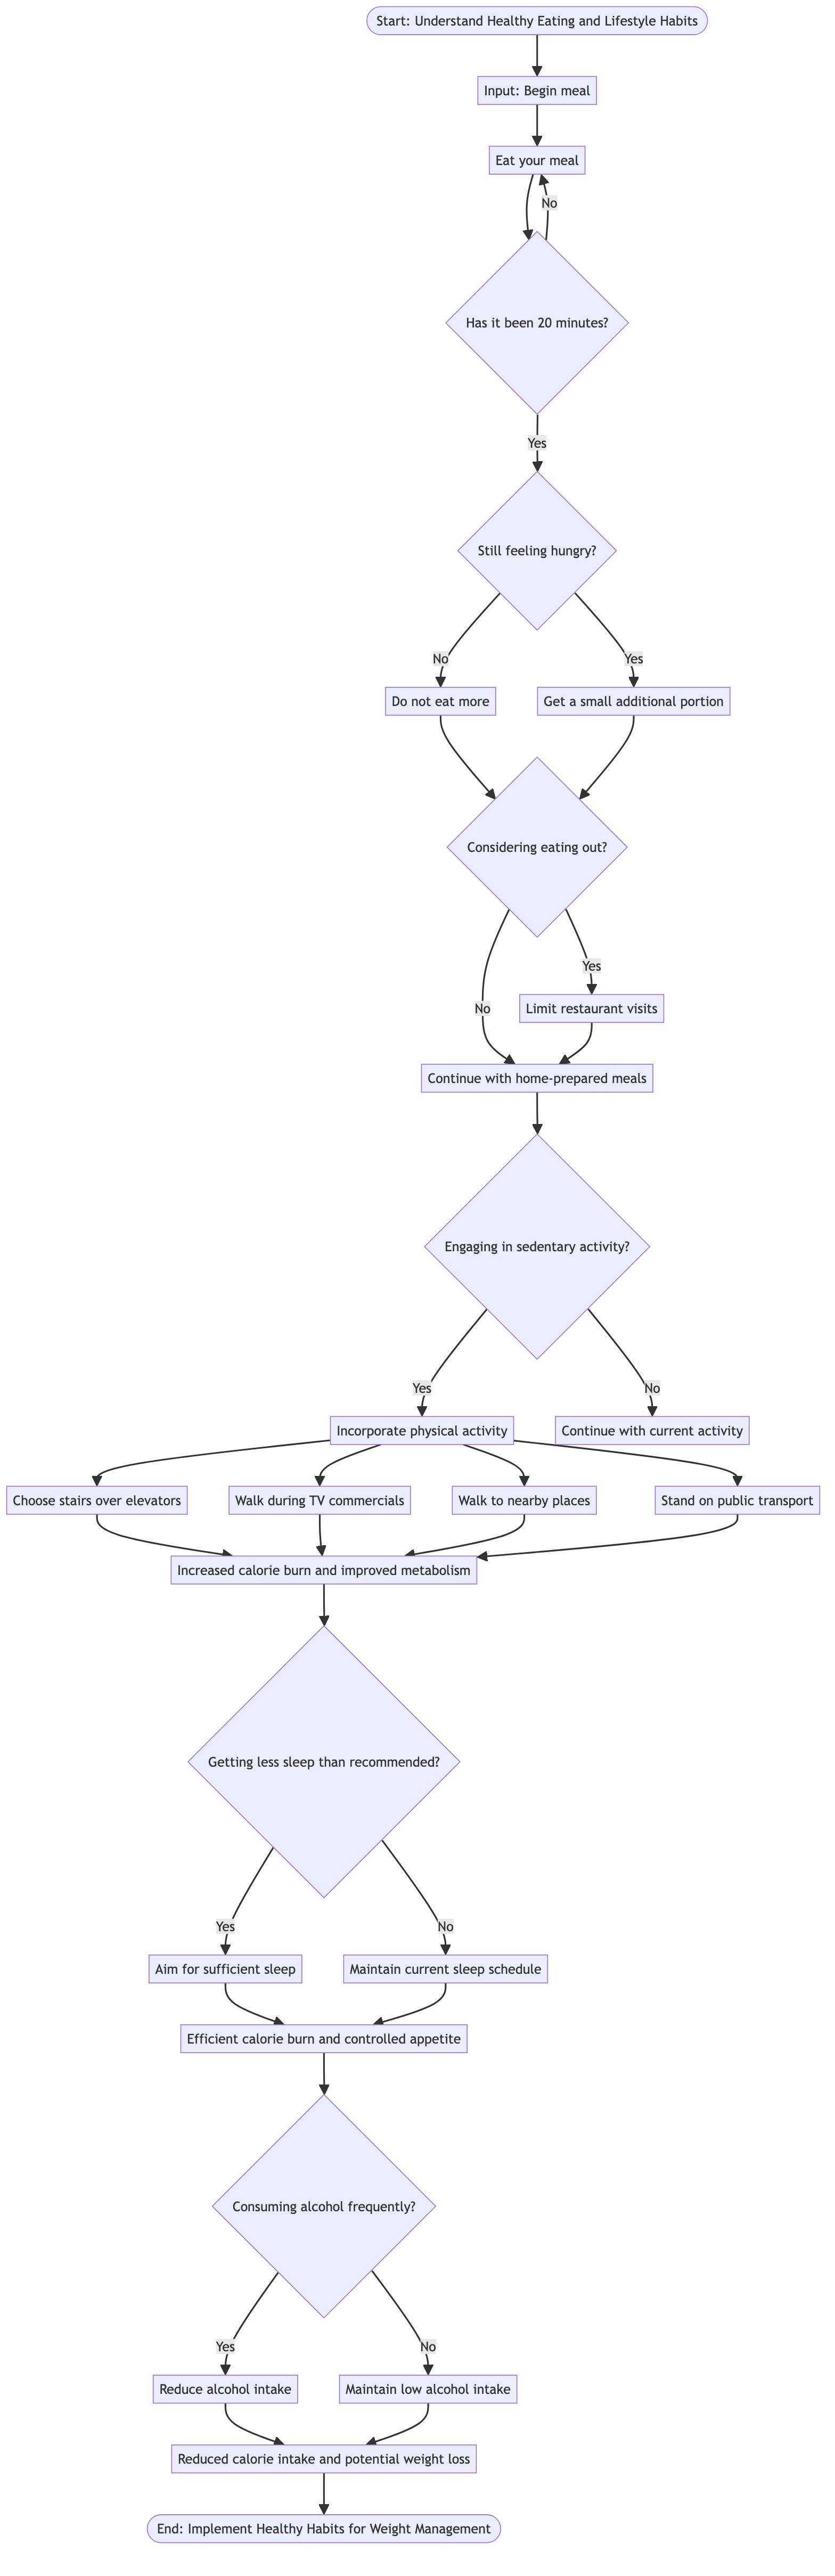 Start: Understand Healthy Eating and Lifestyle Habits
Input: Begin meal
Eat your meal
No
Has it been 20 minutes?
Yes
Still feeling hungry?
No
Yes
Do not eat more
Get a small additional portion
Considering eating out?
Yes
No
Limit restaurant visits
Continue with home-prepared meals
Engaging in sedentary activity?
Yes
No
Incorporate physical activity
Continue with current activity
Choose stairs over elevators
Walk during TV commercials
Walk to nearby places
Stand on public transport
Increased calorie burn and improved metabolism
Getting less sleep than recommended?
Yes
No
Aim for sufficient sleep
Maintain current sleep schedule
Efficient calorie burn and controlled appetite
Consuming alcohol frequently?
Yes
No
Reduce alcohol intake
Maintain low alcohol intake
Reduced calorie intake and potential weight loss
End: Implement Healthy Habits for Weight Management